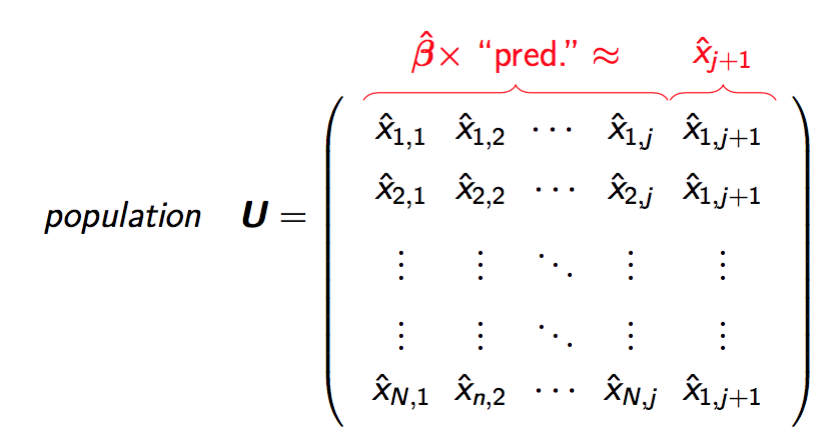 β̂× “pred.” ≈ x̂_{j+1}
x̂_{1,1} x̂_{1,2} ⋯ x̂_{1,j} x̂_{1,j+1}
x̂_{2,1} x̂_{2,2} ⋯ x̂_{2,j} x̂_{1,j+1}
population U =
⋮ ⋮ ⋱ ⋮ ⋮
⋮ ⋮ ⋱ ⋮ ⋮
x̂_{N,1} x̂_{n,2} ⋯ x̂_{N,j} x̂_{1,j+1}